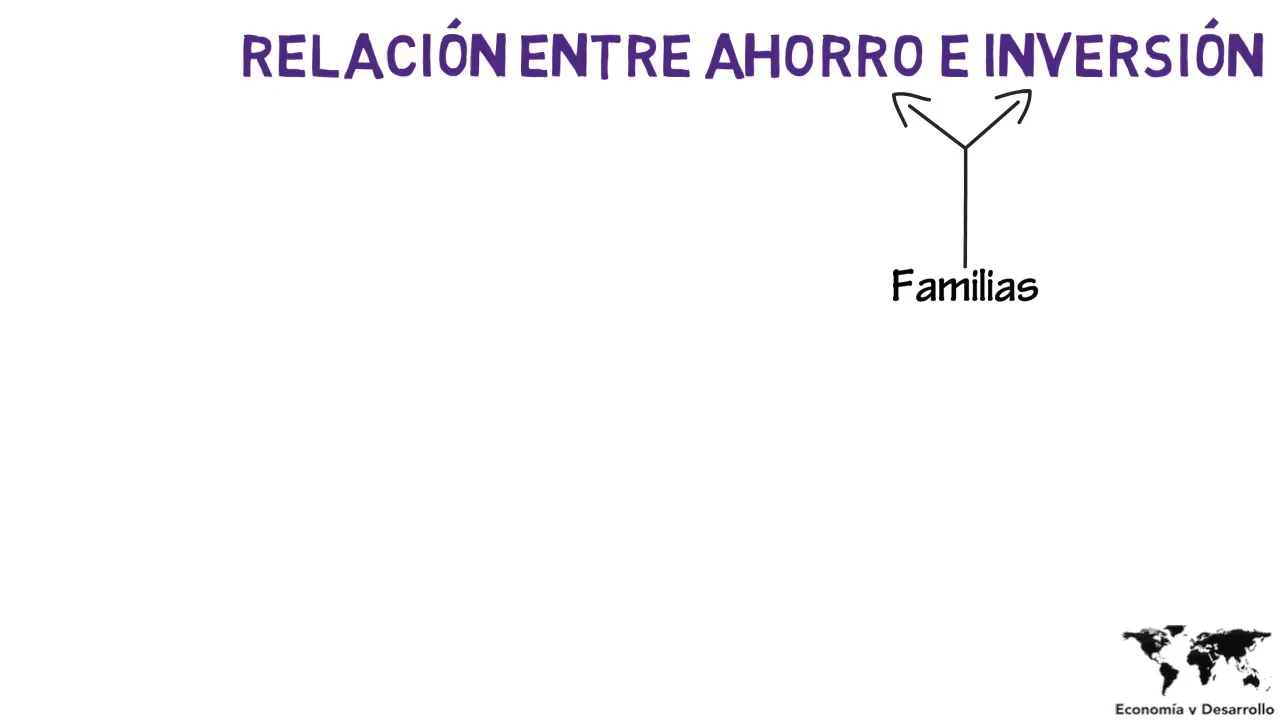 RELACIÓN ENTRE AHORRO E INVERSIÓN
Familias
Economía y Desarrollo